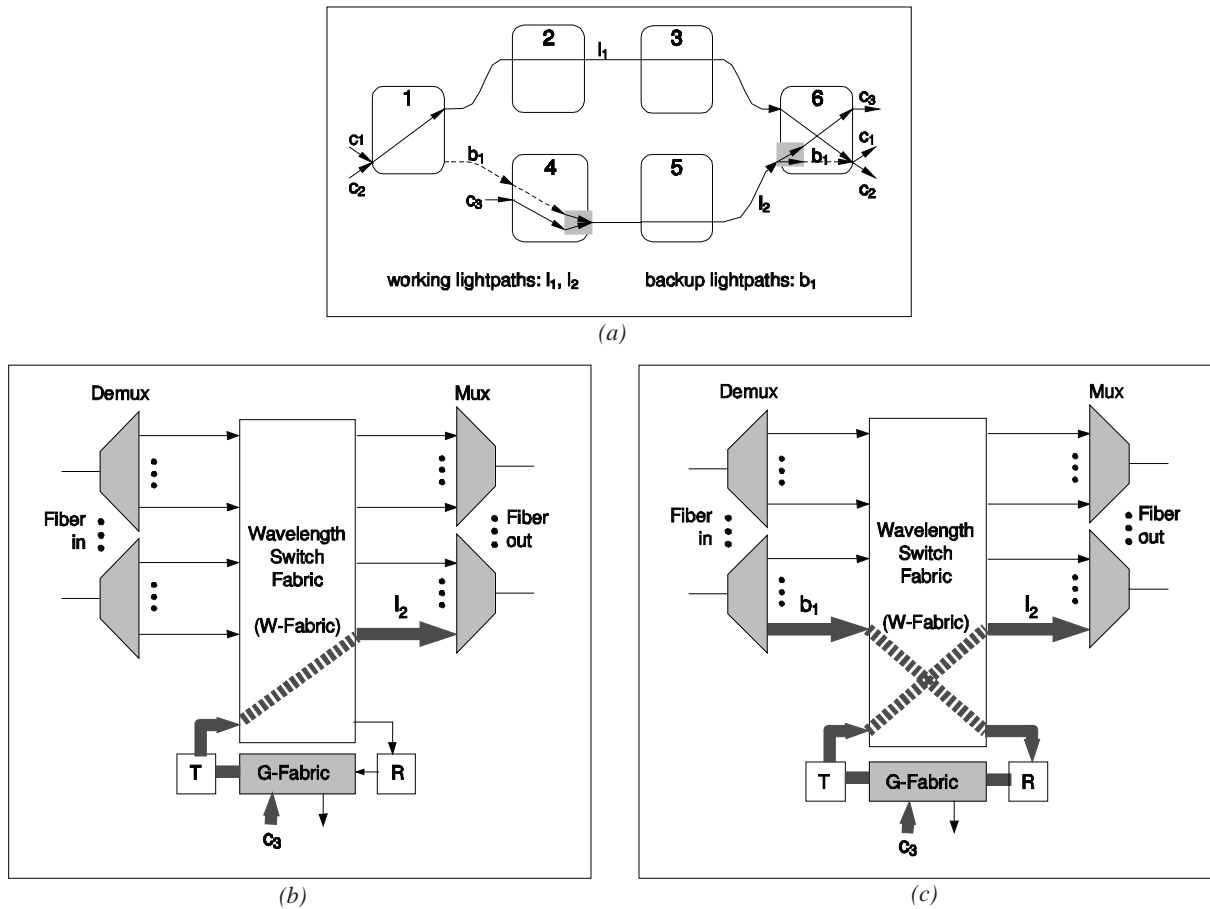 2
3
l₁
1
6
c₃
c₁
c₁
b₁
4
5
b₁
c₂
c₃
l₂
c₂
working lightpaths: l₁, l₂
backup lightpaths: b₁
(a)
Demux
Mux
Fiber
in
Wavelength
Switch
Fabric
(W-Fabric)
Fiber
out
l₂
T
G-Fabric
R
c₃
(b)
Demux
Mux
Fiber
in
Wavelength
Switch
Fabric
(W-Fabric)
Fiber
out
b₁
l₂
T
G-Fabric
R
c₃
(c)